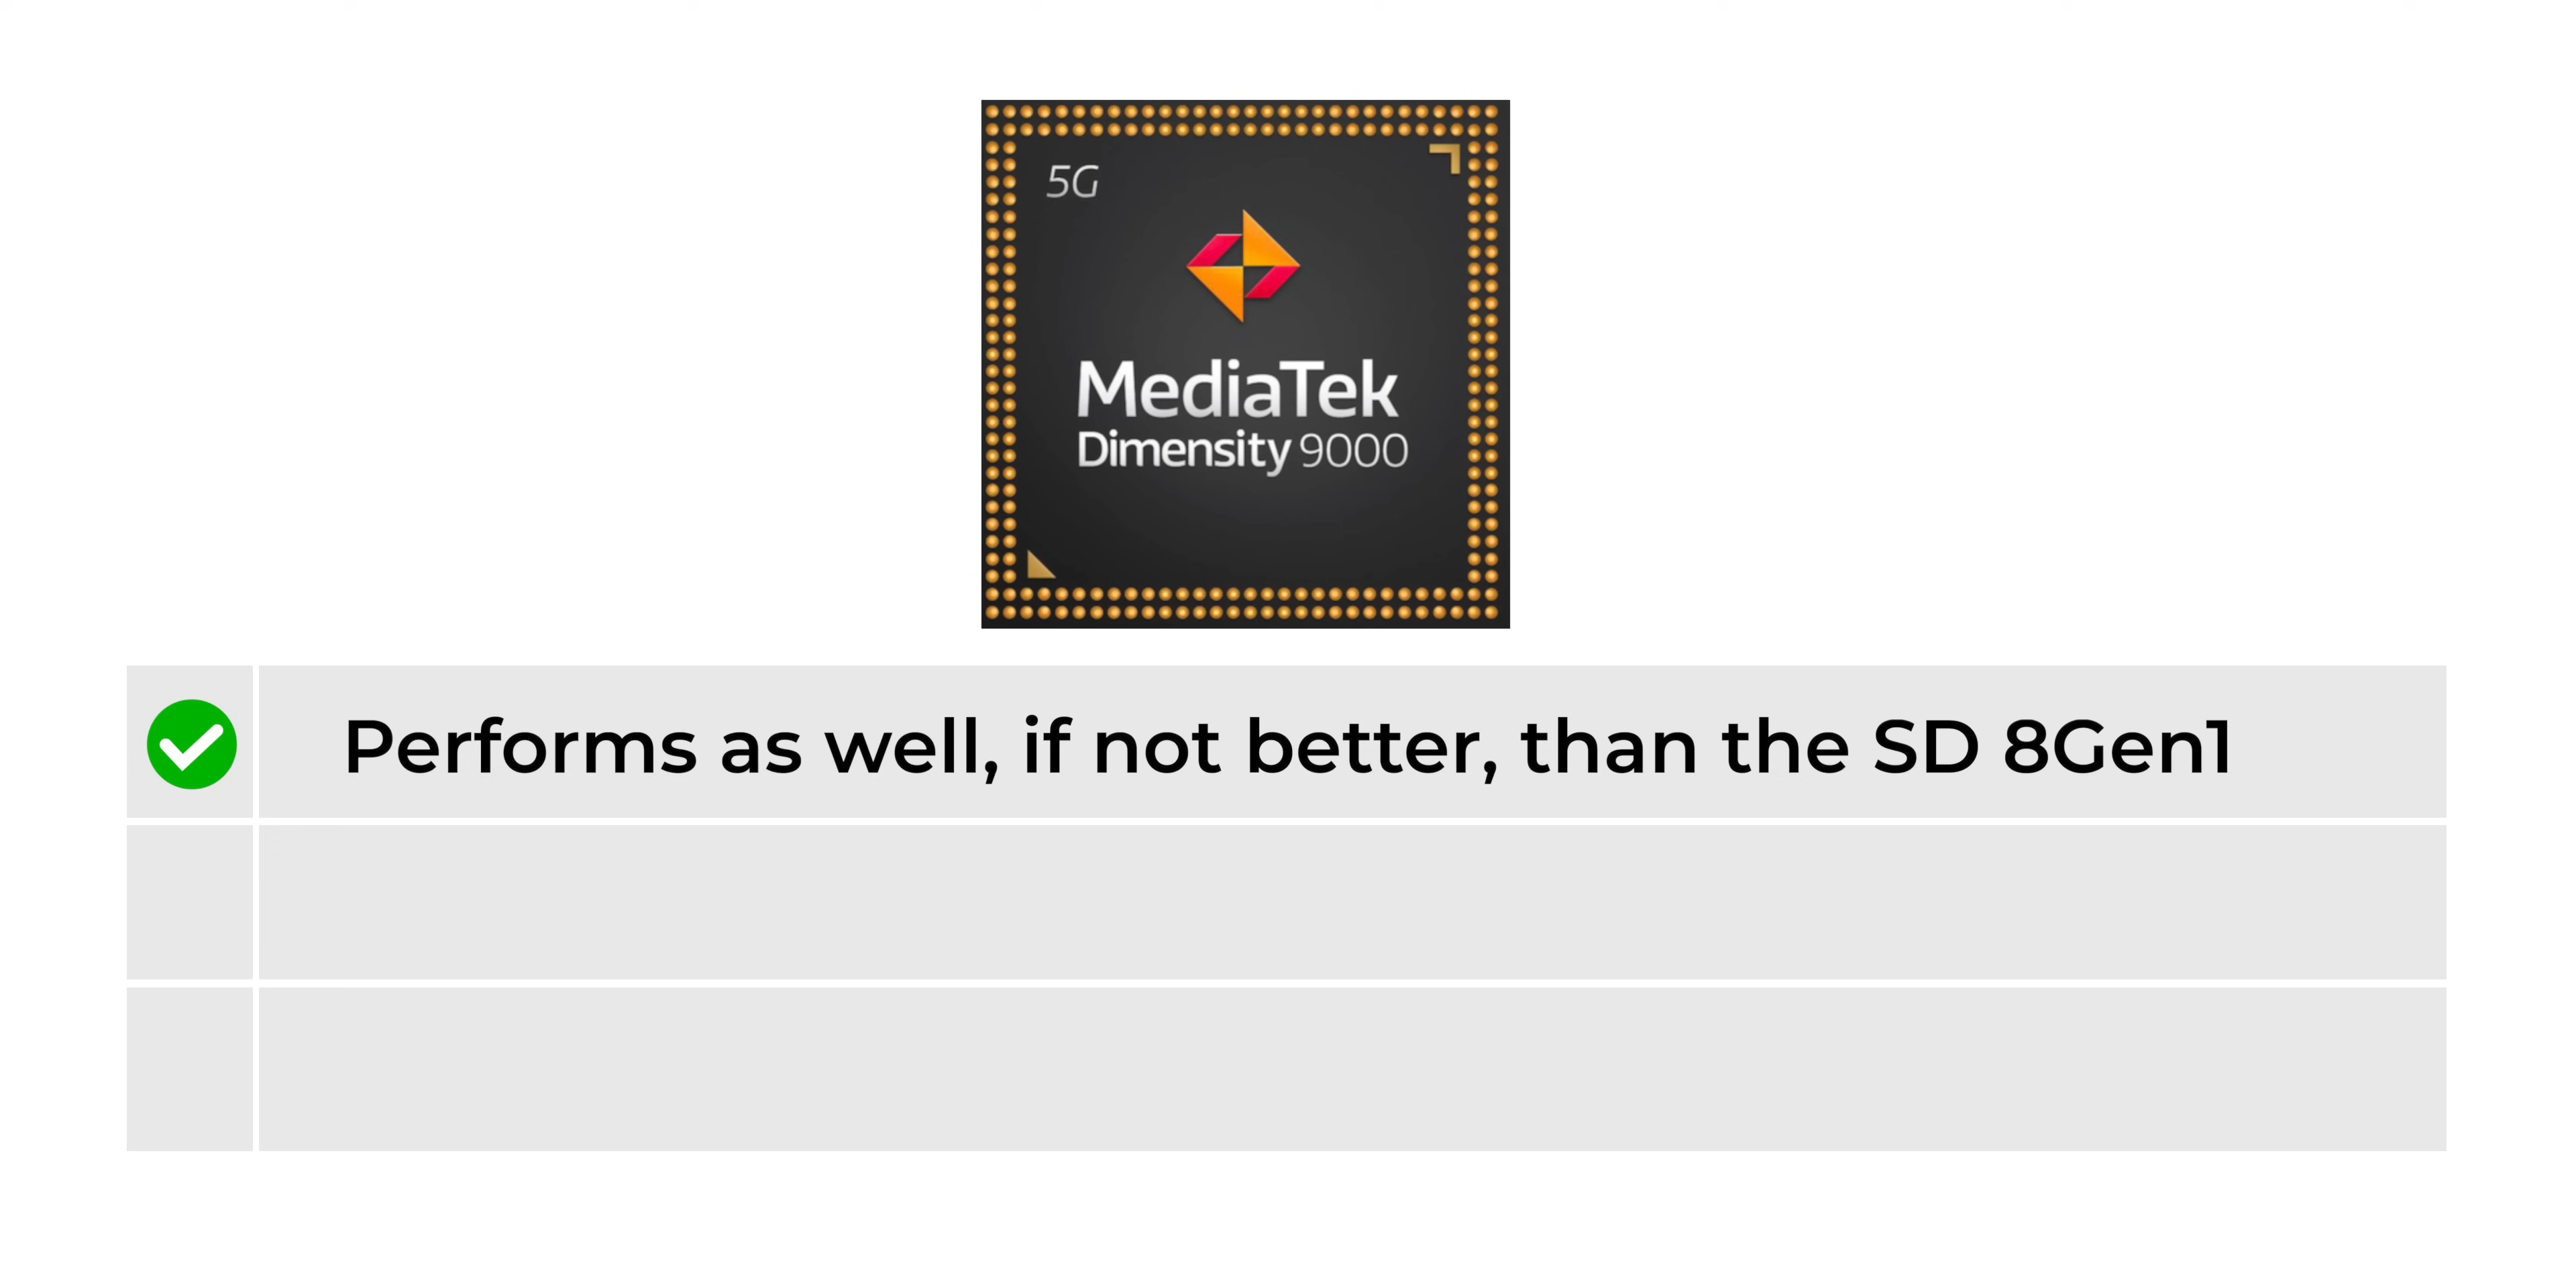 5G
MediaTek
Dimensity 9000
Performs as well, if not better, than the SD 8Gen1